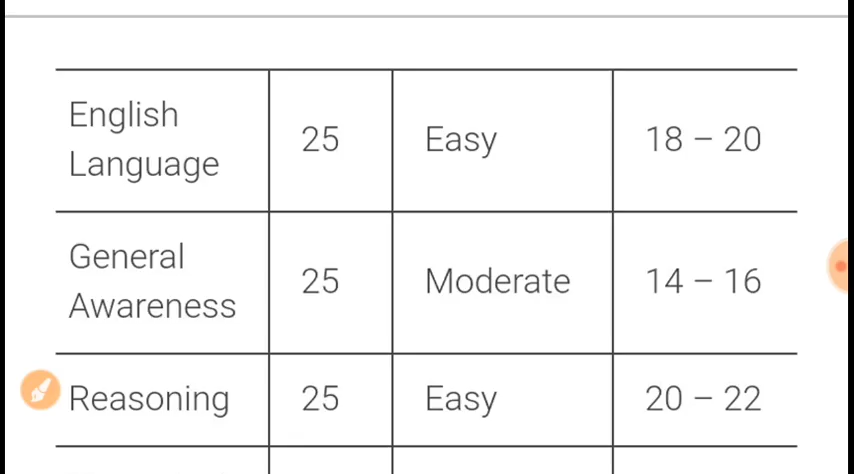 English
Language
25
Easy
18 – 20
General
Awareness
25
Moderate
14 – 16
Reasoning
25
Easy
20 – 22